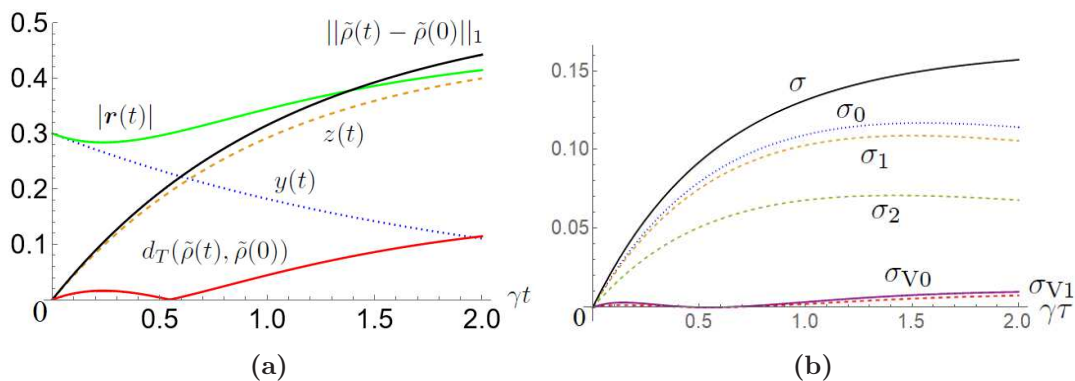 0.5
0.4
0.3
0.2
0.1
0
||ρ̃(t) − ρ̃(0)||₁
|r(t)|
z(t)
y(t)
d_T(ρ̃(t), ρ̃(0))
0.5
1.0
1.5
2.0
γt
(a)
0.15
0.10
0.05
0
σ
σ₀
σ₁
σ₂
σ_V0
σ_V1
0.5
1.0
1.5
2.0
γτ
(b)